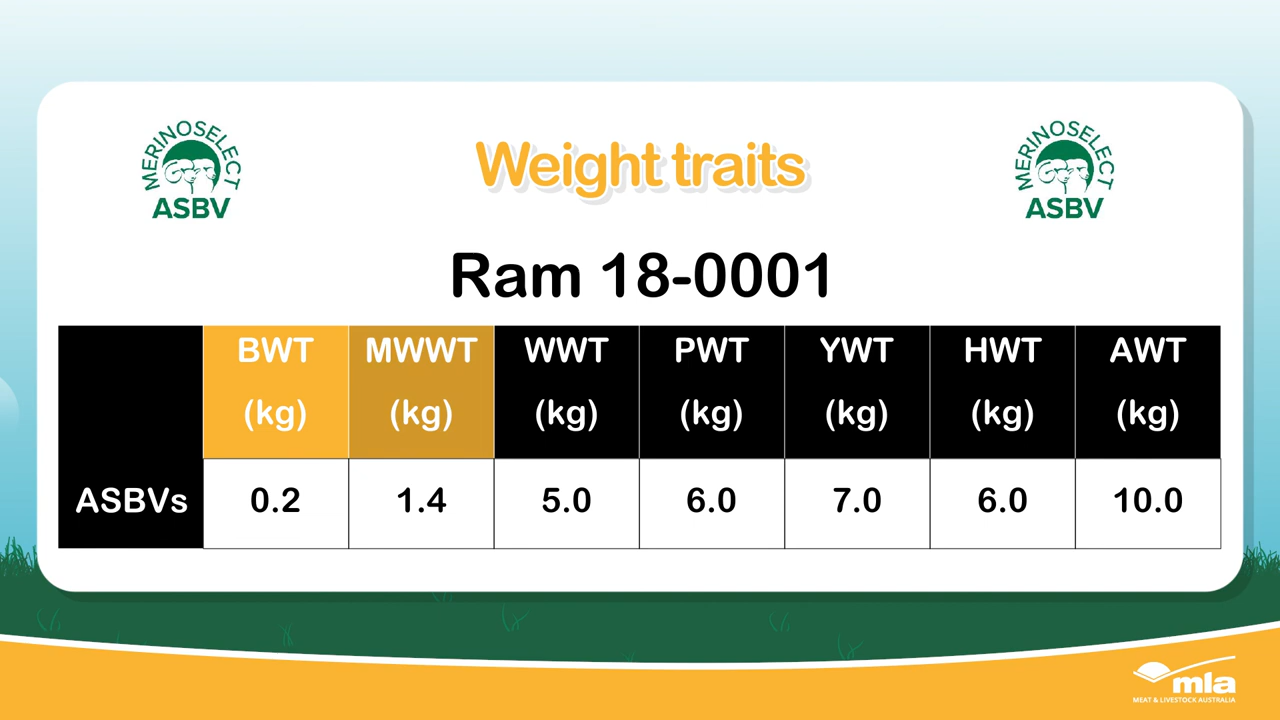 MERINOSELECT
ASBV
Weight traits
MERINOSELECT
ASBV
Ram 18-0001
BWT (kg) MWWT (kg) WWT (kg) PWT (kg) YWT (kg) HWT (kg) AWT (kg)
ASBVs 0.2 1.4 5.0 6.0 7.0 6.0 10.0
mla
MEAT & LIVESTOCK AUSTRALIA